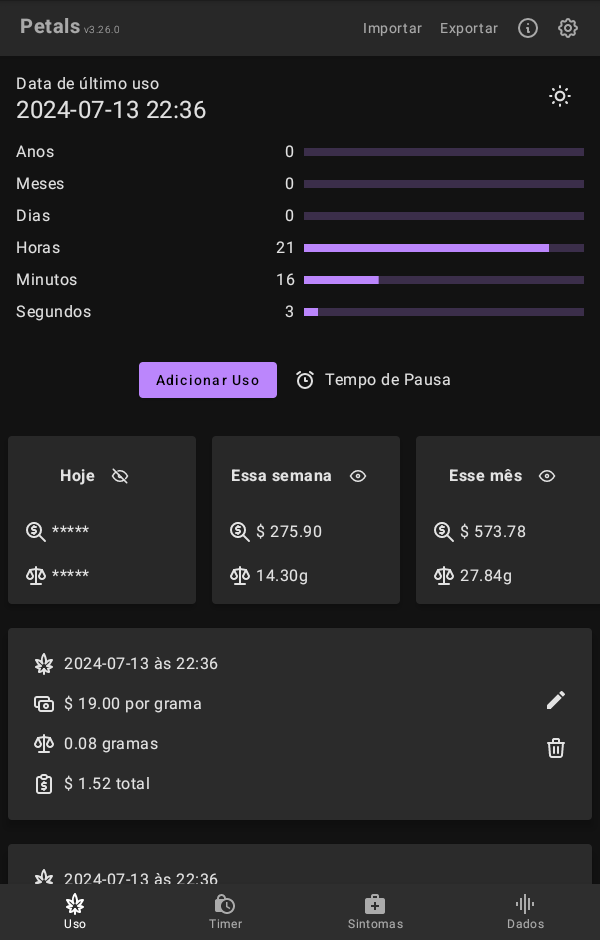 Petals v3.26.0 Importar Exportar
Data de último uso
2024-07-13 22:36
Anos 0
Meses 0
Dias 0
Horas 21
Minutos 16
Segundos 3
Adicionar Uso Tempo de Pausa
Hoje Essa semana Esse mês
***** $ 275.90 $ 573.78
***** 14.30g 27.84g
2024-07-13 às 22:36
$ 19.00 por grama
0.08 gramas
$ 1.52 total
2024-07-13 às 22:36
Uso Timer Sintomas Dados